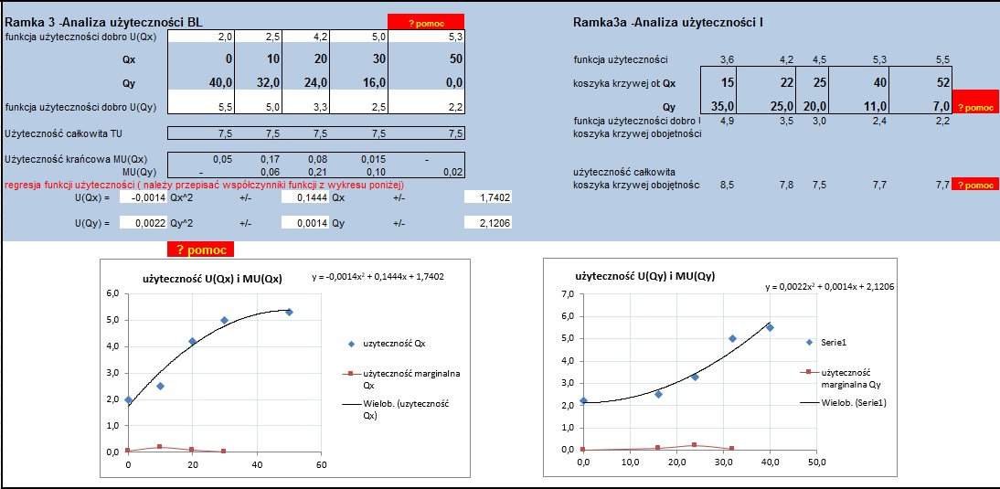 Ramka 3 -Analiza użyteczności BL
? pomoc
funkcja użyteczności dobro U(Qx) 2,0 2,5 4,2 5,0 5,3
Qx 0 10 20 30 50
Qy 40,0 32,0 24,0 16,0 0,0
funkcja użyteczności dobro U(Qy) 5,5 5,0 3,3 2,5 2,2
Użyteczność całkowita TU 7,5 7,5 7,5 7,5 7,5
Użyteczność krańcowa MU(Qx) 0,05 0,17 0,08 0,015 -
MU(Qy) - 0,06 0,21 0,10 0,02
regresja funkcji użyteczności ( należy przepisać współczynniki funkcji z wykresu poniżej)
U(Qx) = -0,0014 Qx^2 +/- 0,1444 Qx +/- 1,7402
U(Qy) = 0,0022 Qy^2 +/- 0,0014 Qy +/- 2,1206
? pomoc
Ramka3a -Analiza użyteczności I
funkcja użyteczności 3,6 4,2 4,5 5,3 5,5
koszyka krzywej ot Qx 15 22 25 40 52
Qy 35,0 25,0 20,0 11,0 7,0 ? pomoc
funkcja użyteczności dobro l 4,9 3,5 3,0 2,4 2,2
koszyka krzywej obojetności
użyteczność całkowita
koszyka krzywej obojętności 8,5 7,8 7,5 7,7 7,7 ? pomoc
użyteczność U(Qx) i MU(Qx)
y = -0,0014x² + 0,1444x + 1,7402
6,0
5,0
4,0
3,0
2,0
1,0
0,0
0 20 40 60
uzyteczność Qx
użyteczność marginalna
Qx
Wielob. (uzyteczność
Qx)
użyteczność U(Qy) i MU(Qy)
y = 0,0022x² + 0,0014x + 2,1206
7,0
6,0
5,0
4,0
3,0
2,0
1,0
0,0
0,0 10,0 20,0 30,0 40,0 50,0
Serie1
użyteczność
marginalna Qy
Wielob. (Serie1)